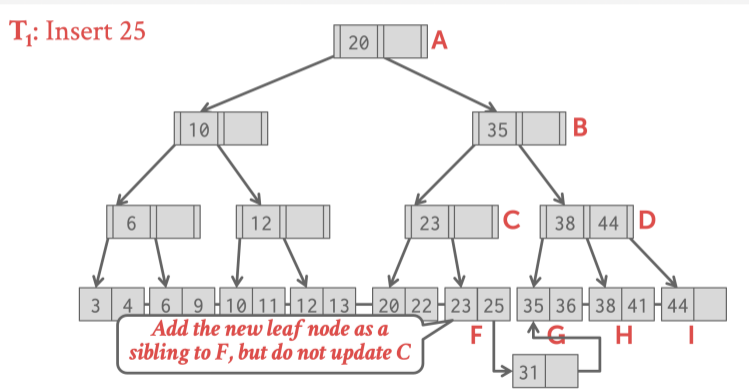 T₁: Insert 25
20 A
10 35 B
6 12 23 C 38 44 D
3 4 6 9 10 11 12 13 20 22 23 25 35 36 38 41 44
Add the new leaf node as a
sibling to F, but do not update C
F G H I
31